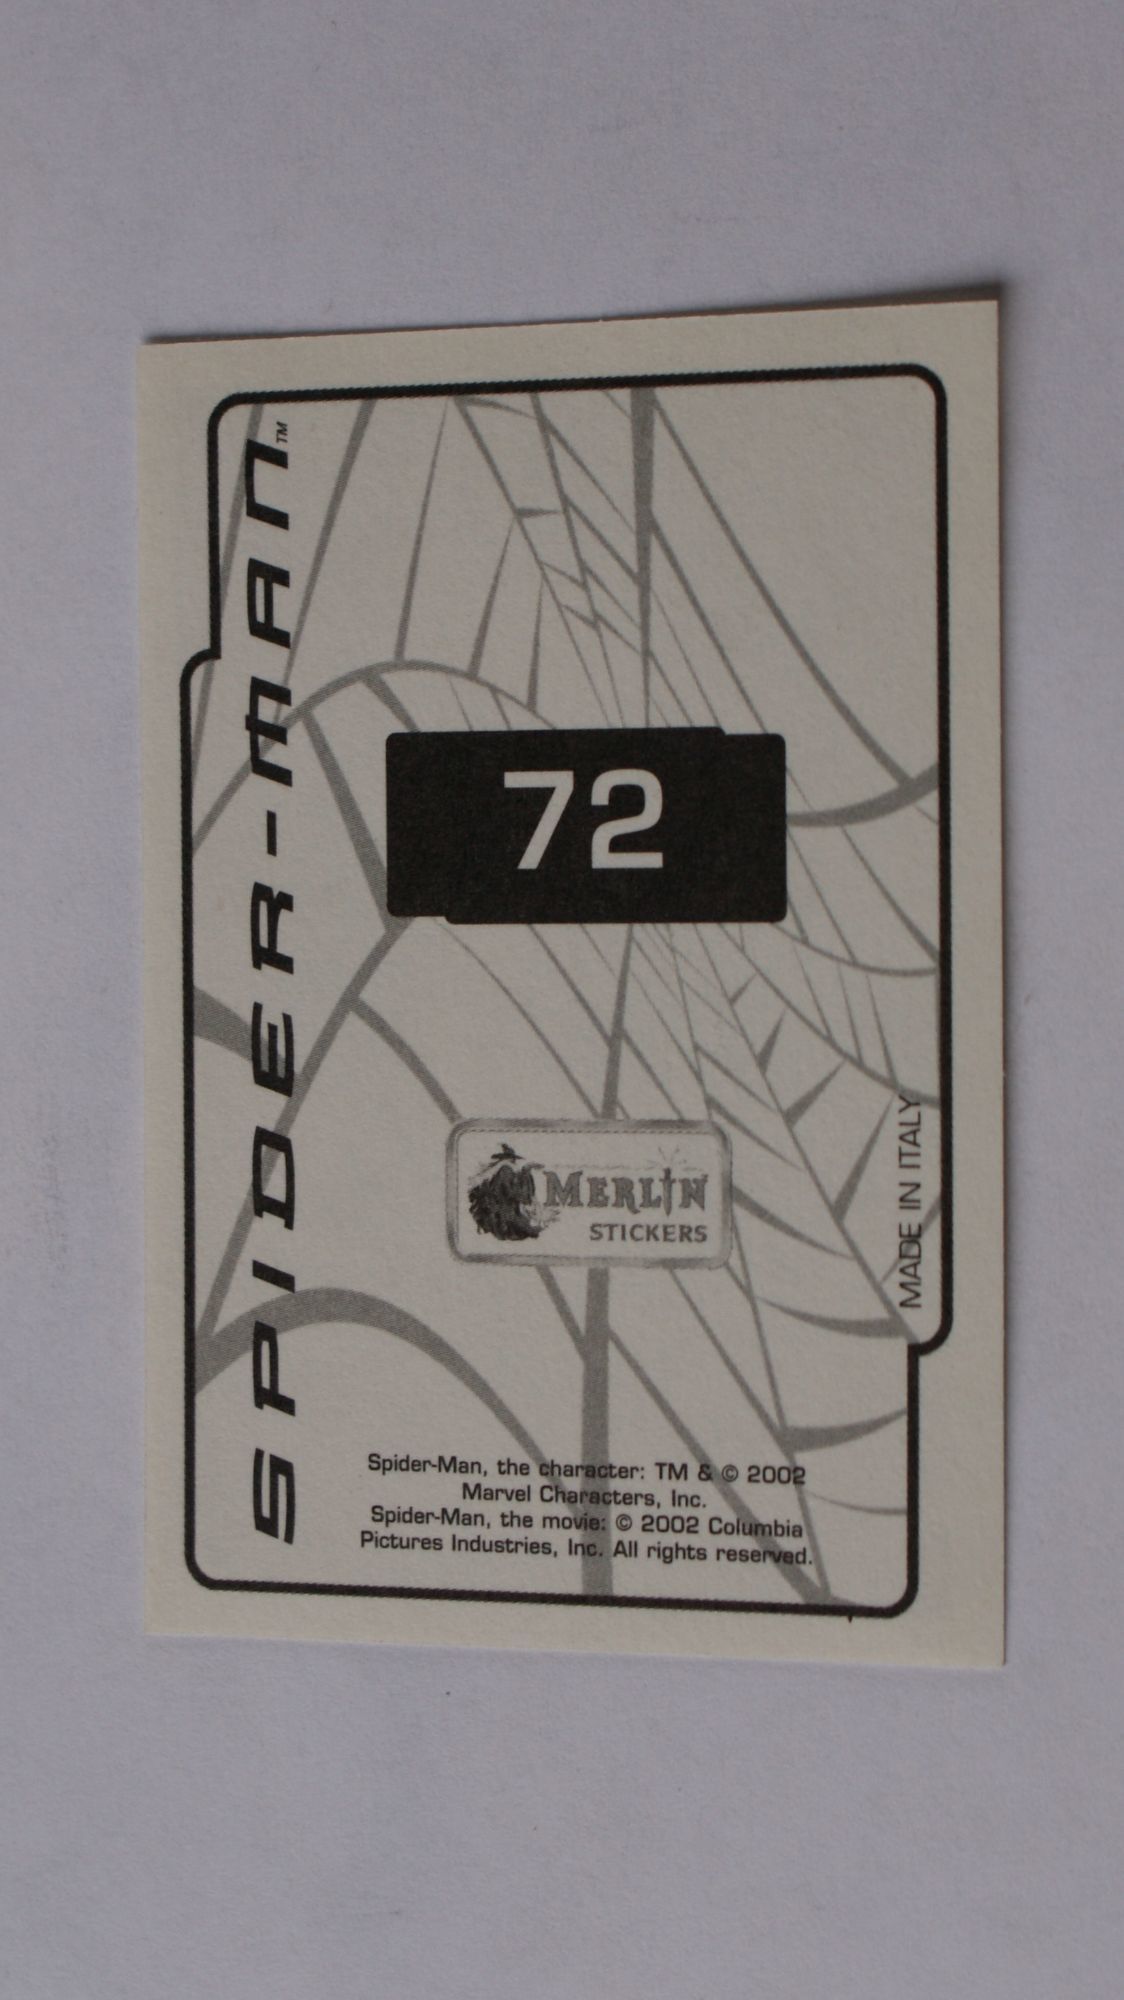 SPIDER-MAN™
72
MERLIN
STICKERS
MADE IN ITALY
Spider-Man, the character: TM & © 2002
Marvel Characters, Inc.
Spider-Man, the movie: © 2002 Columbia
Pictures Industries, Inc. All rights reserved.